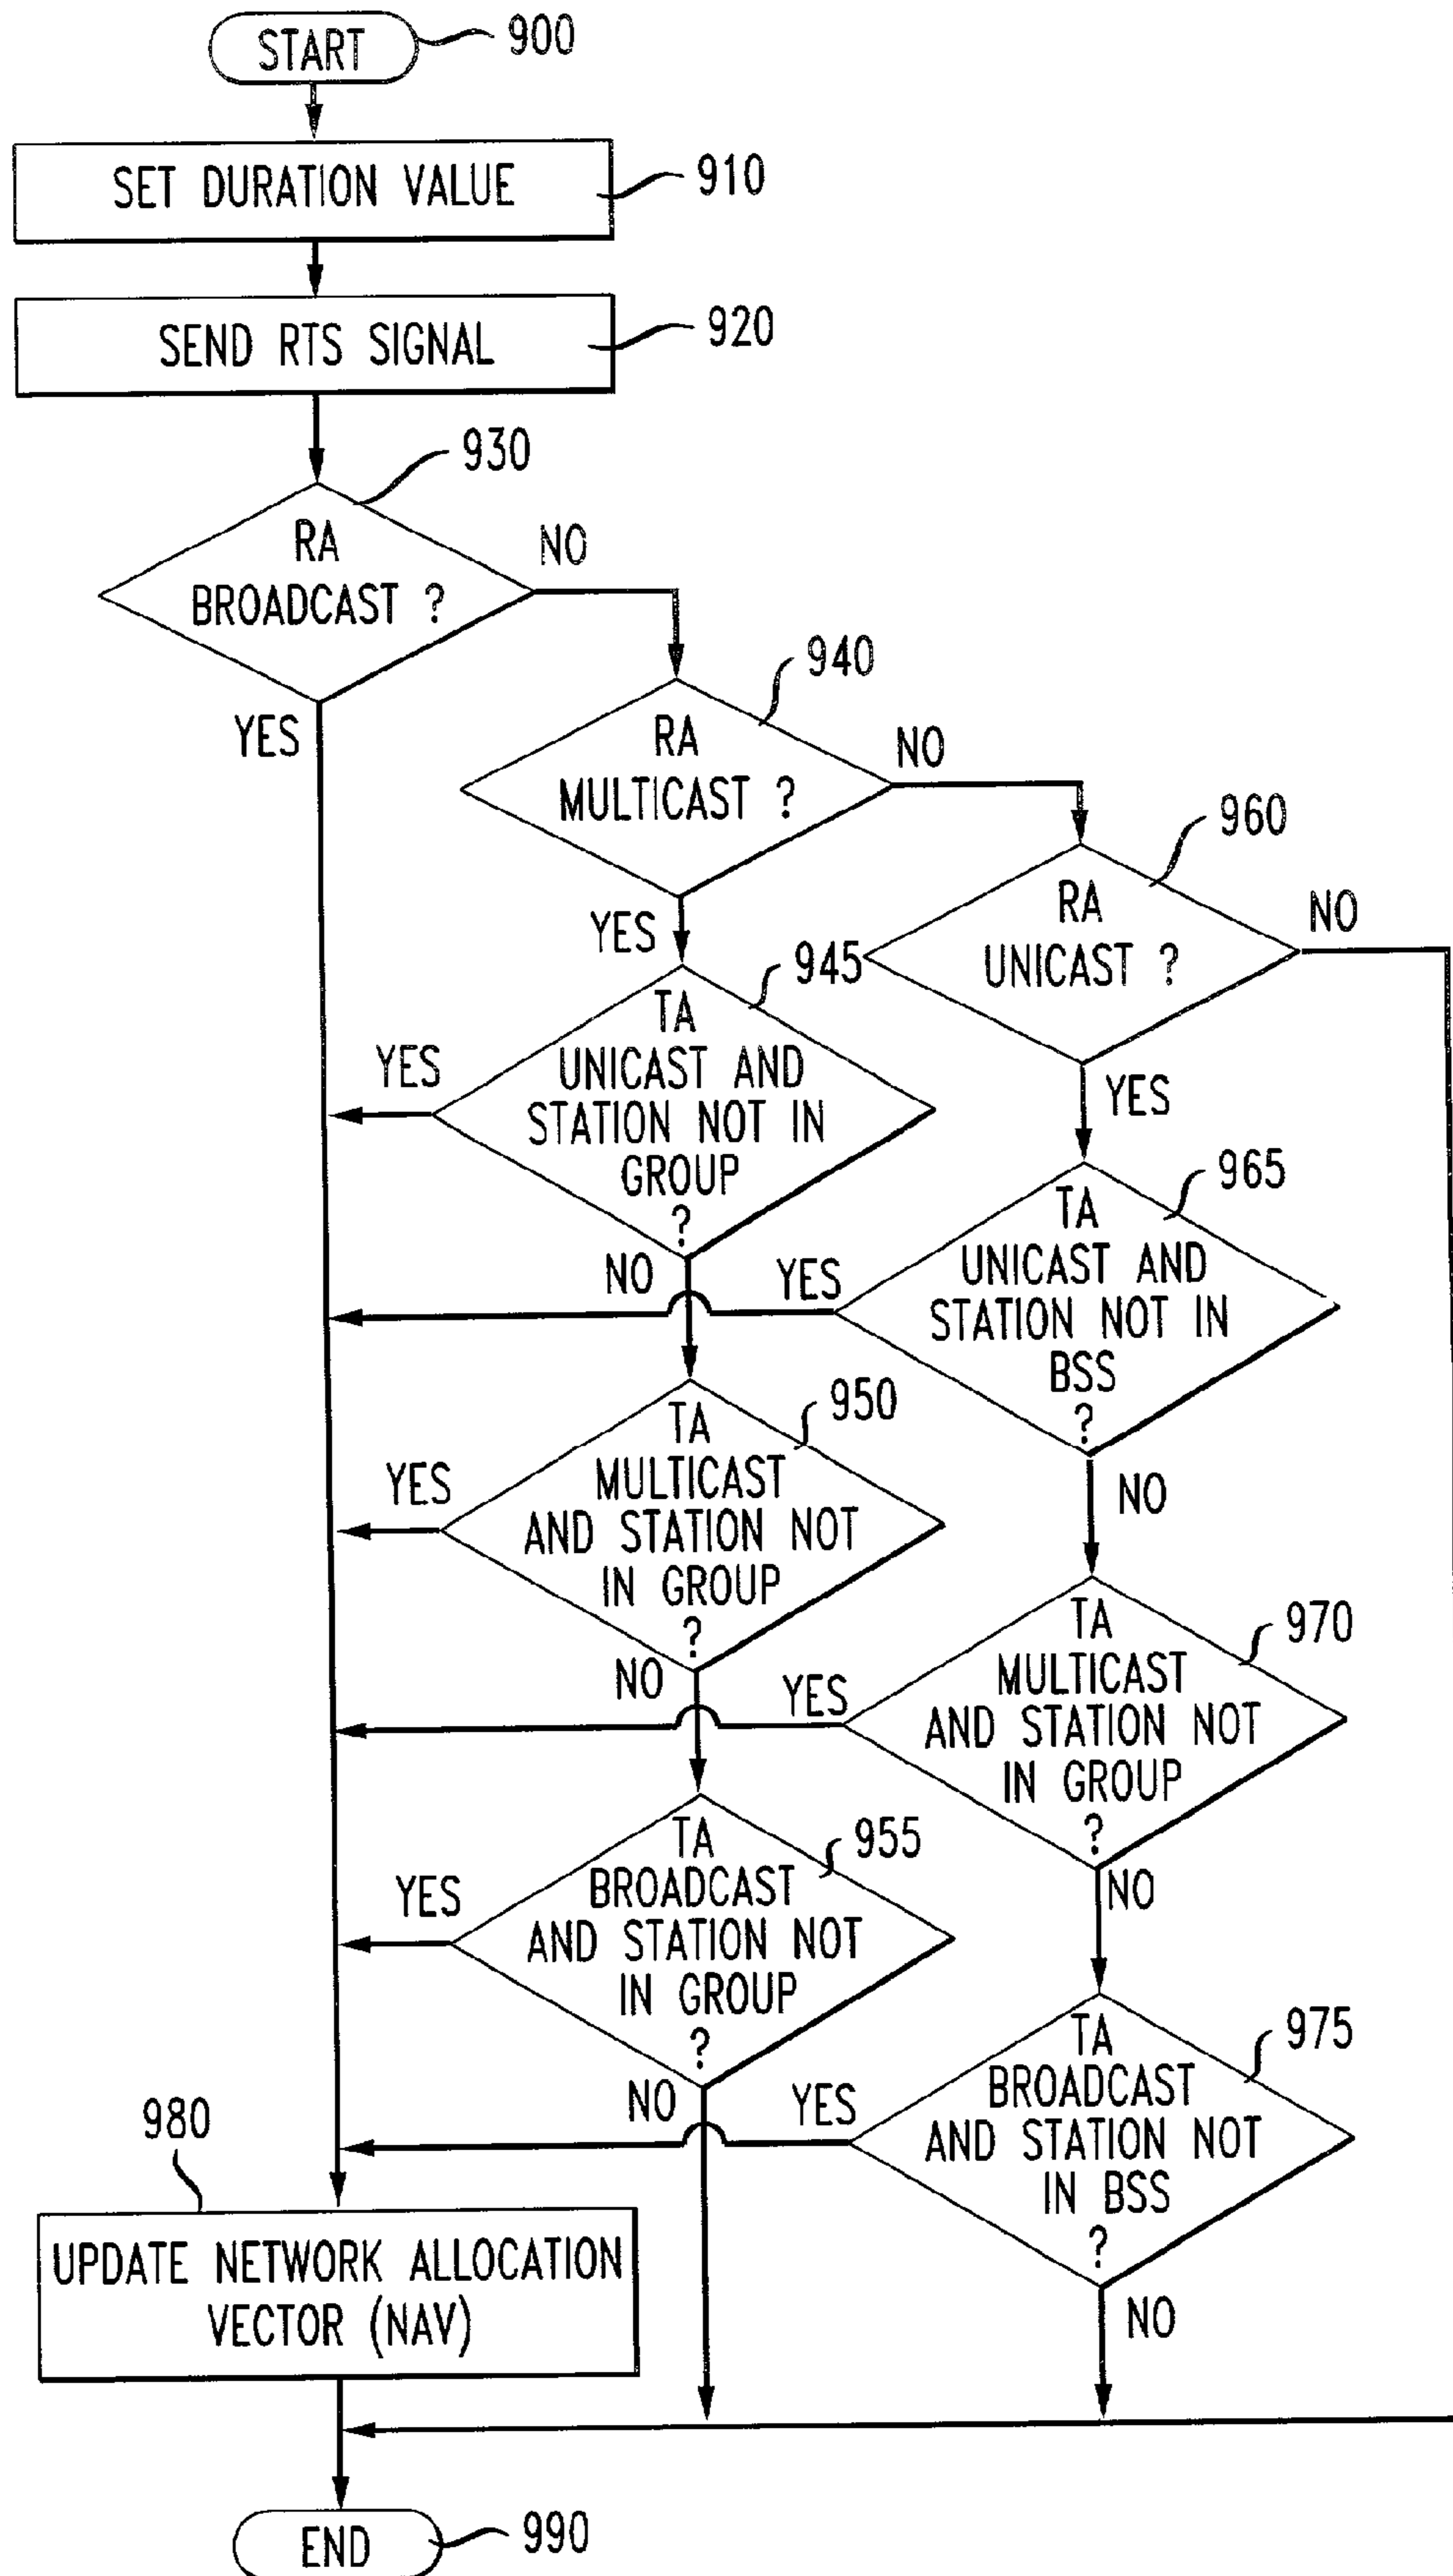 START
900
SET DURATION VALUE
910
SEND RTS SIGNAL
920
930
RA
BROADCAST ?
NO
YES
940
RA
MULTICAST ?
NO
YES
960
RA
UNICAST ?
NO
YES
945
TA
UNICAST AND
STATION NOT IN
GROUP
?
YES
NO
965
TA
UNICAST AND
STATION NOT IN
BSS
?
YES
NO
950
TA
MULTICAST
AND STATION NOT
IN GROUP
?
YES
NO
970
TA
MULTICAST
AND STATION NOT
IN GROUP
?
YES
NO
955
TA
BROADCAST
AND STATION NOT
IN GROUP
?
YES
NO
975
TA
BROADCAST
AND STATION NOT
IN BSS
?
YES
NO
980
UPDATE NETWORK ALLOCATION
VECTOR (NAV)
END
990